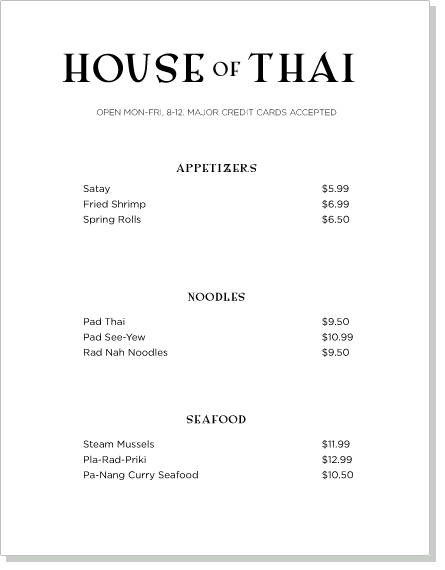 HOUSE OF THAI
OPEN MON-FRI, 8-12. MAJOR CREDIT CARDS ACCEPTED
APPETIZERS
Satay $5.99
Fried Shrimp $6.99
Spring Rolls $6.50
NOODLES
Pad Thai $9.50
Pad See-Yew $10.99
Rad Nah Noodles $9.50
SEAFOOD
Steam Mussels $11.99
Pla-Rad-Priki $12.99
Pa-Nang Curry Seafood $10.50